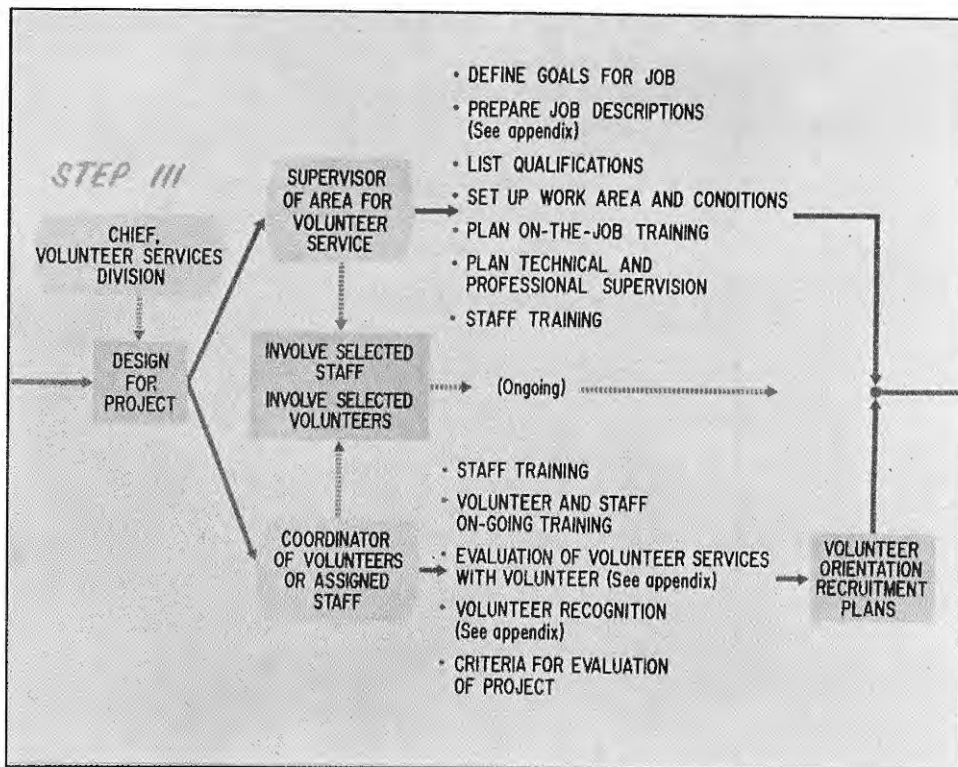 STEP III
CHIEF,
VOLUNTEER SERVICES
DIVISION
DESIGN
FOR
PROJECT
SUPERVISOR
OF AREA FOR
VOLUNTEER
SERVICE
• DEFINE GOALS FOR JOB
• PREPARE JOB DESCRIPTIONS
(See appendix)
• LIST QUALIFICATIONS
• SET UP WORK AREA AND CONDITIONS
• PLAN ON-THE-JOB TRAINING
• PLAN TECHNICAL AND
PROFESSIONAL SUPERVISION
• STAFF TRAINING
INVOLVE SELECTED
STAFF
INVOLVE SELECTED
VOLUNTEERS
(Ongoing)
COORDINATOR
OF VOLUNTEERS
OR ASSIGNED
STAFF
• STAFF TRAINING
• VOLUNTEER AND STAFF
ON-GOING TRAINING
• EVALUATION OF VOLUNTEER SERVICES
WITH VOLUNTEER (See appendix)
• VOLUNTEER RECOGNITION
(See appendix)
• CRITERIA FOR EVALUATION
OF PROJECT
VOLUNTEER
ORIENTATION
RECRUITMENT
PLANS